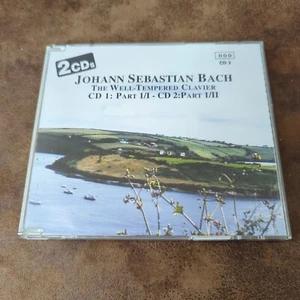 2CDs
DDD
CD 2
JOHANN SEBASTIAN BACH
THE WELL-TEMPERED CLAVIER
CD 1: PART I/I - CD 2:PART I/II